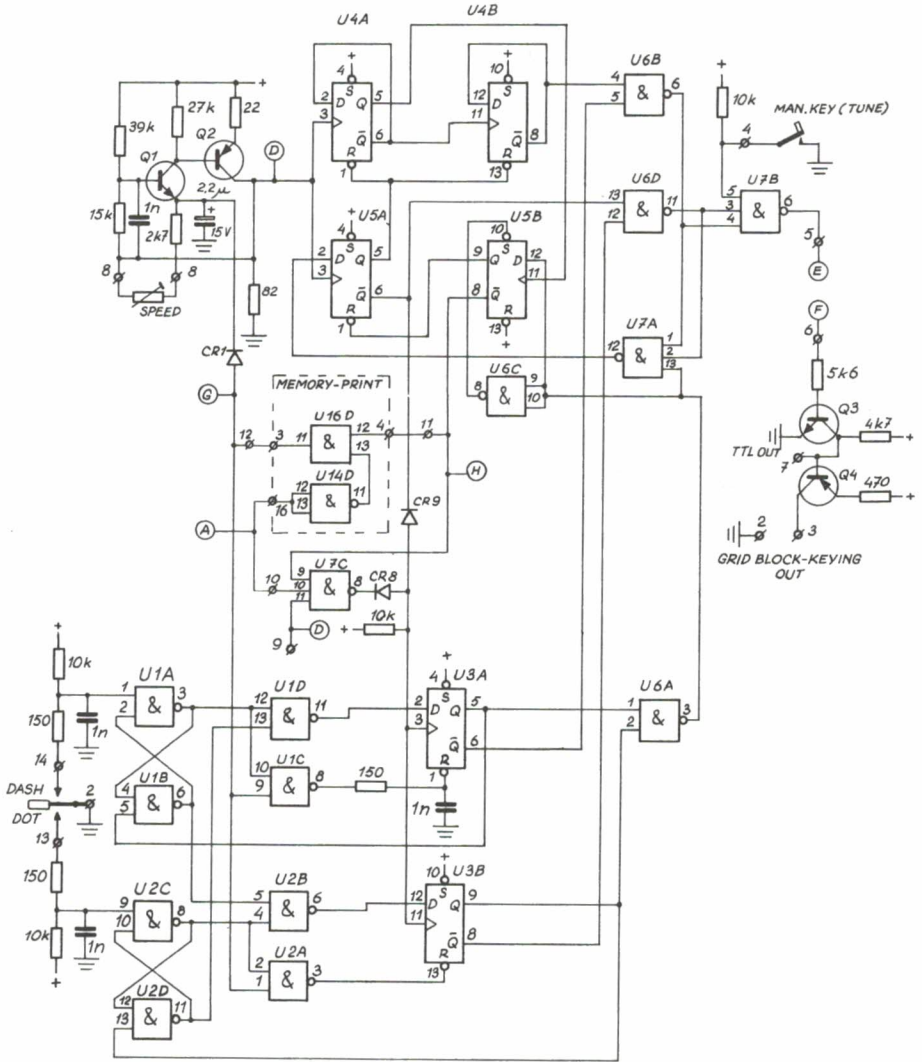 U4A
U4B
+
4
S
2
D
Q
5
3
Q̄
6
R
1
+
10
S
12
D
11
Q̄
8
R
13
U6B
4
5
&
6
+
10k
MAN.KEY (TUNE)
4
+
39k
27k
22
Q2
Q1
D
15k
1n
2,2µ
+
15V
2k7
8
8
SPEED
82
U5A
+
4
S
2
D
Q
5
3
Q̄
6
R
1
U5B
10
S
9
Q
D
12
11
8
Q̄
R
13
+
U6D
13
12
&
11
U7B
5
3
4
&
6
5
E
F
6
5k6
Q3
4k7
+
TTL OUT
7
Q4
470
+
2
3
GRID BLOCK-KEYING
OUT
U7A
12
&
1
2
13
U6C
8
&
9
10
CR1
G
MEMORY-PRINT
U16D
12
3
11
&
12
4
11
13
U14D
12
13
&
11
16
H
A
CR9
U7C
9
10
10
11
&
8
CR8
D
9
+
10k
+
10k
U1A
1
2
&
3
150
1n
14
DASH
2
DOT
13
U1B
4
5
&
6
U1D
12
13
&
11
U1C
10
9
&
8
150
1n
U3A
+
4
S
2
D
Q
5
3
Q̄
6
R
1
U6A
1
2
&
3
150
10k
+
1n
U2C
9
10
&
8
U2D
12
13
&
11
U2B
5
4
&
6
U2A
2
1
&
3
U3B
+
10
S
12
D
Q
9
11
Q̄
8
R
13